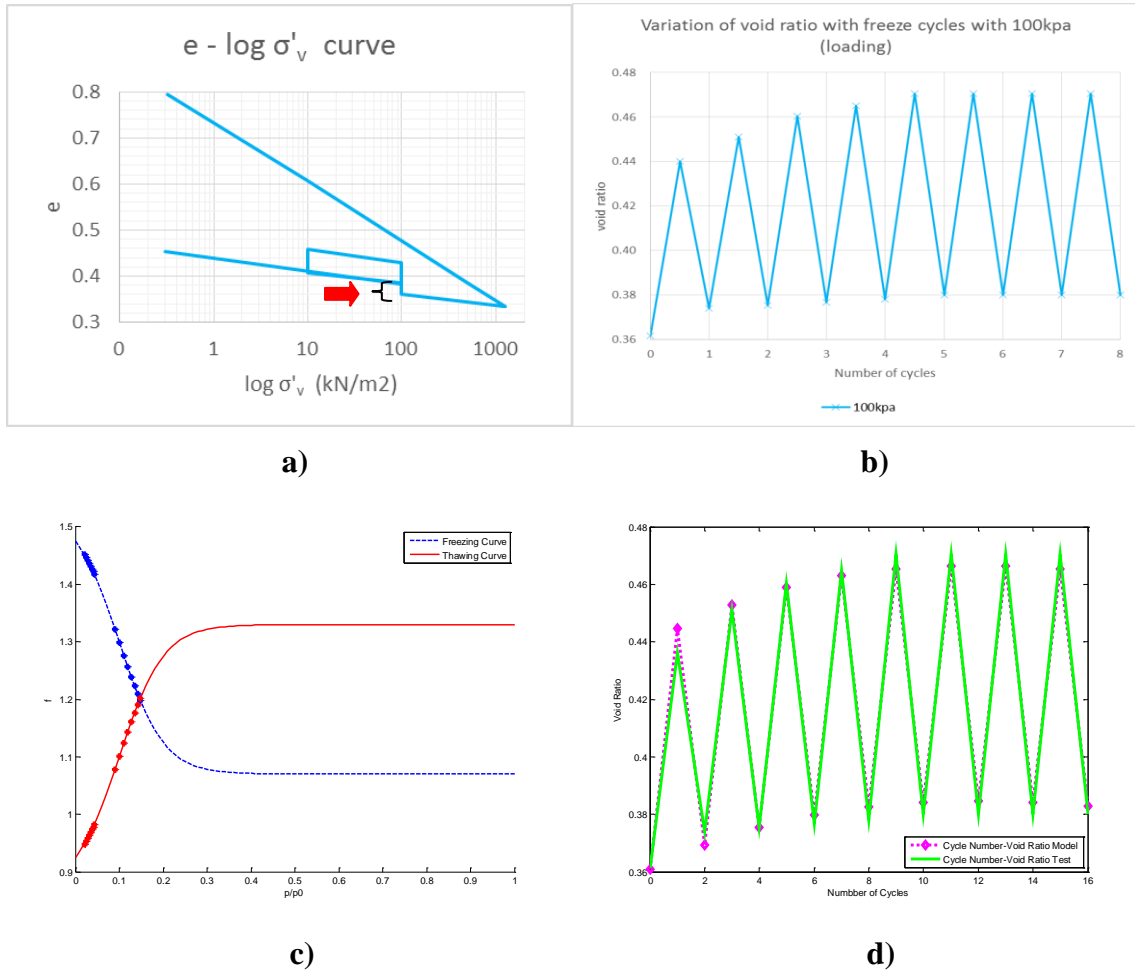 e - log σ'v curve
0.8
0.7
0.6
0.5
0.4
0.3
e
0 1 10 100 1000
log σ'v (kN/m2)
a)
Variation of void ratio with freeze cycles with 100kpa
(loading)
0.48
0.46
0.44
0.42
0.40
0.38
0.36
void ratio
0 1 2 3 4 5 6 7 8
Number of cycles
100kpa
b)
1.5
1.4
1.3
1.2
1.1
1
0.9
f
Freezing Curve
Thawing Curve
0 0.1 0.2 0.3 0.4 0.5 0.6 0.7 0.8 0.9 1
p/p0
c)
0.48
0.46
0.44
0.42
0.4
0.38
0.36
Void Ratio
Cycle Number-Void Ratio Model
Cycle Number-Void Ratio Test
0 2 4 6 8 10 12 14 16
Numbber of Cycles
d)